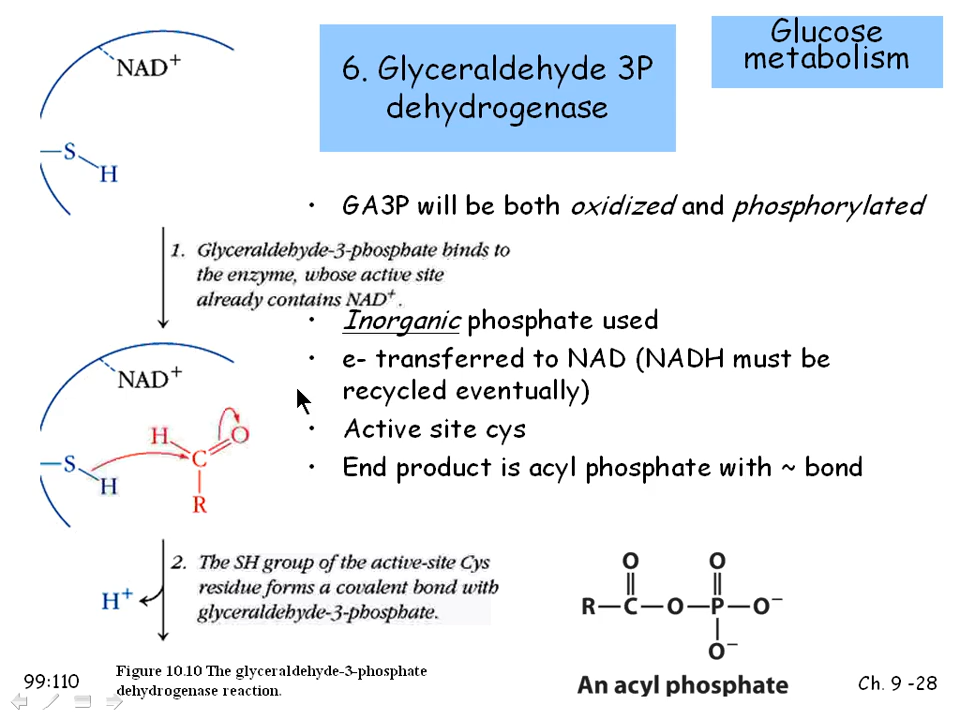 Glucose
metabolism
6. Glyceraldehyde 3P
dehydrogenase
NAD+
S
H
• GA3P will be both oxidized and phosphorylated
1. Glyceraldehyde-3-phosphate binds to
the enzyme, whose active site
already contains NAD+.
• Inorganic phosphate used
• e- transferred to NAD (NADH must be
recycled eventually)
• Active site cys
• End product is acyl phosphate with ~ bond
NAD+
H
O
C
S
H
R
2. The SH group of the active-site Cys
residue forms a covalent bond with
glyceraldehyde-3-phosphate.
H+
O O
R—C—O—P—O−
O−
An acyl phosphate
Figure 10.10 The glyceraldehyde-3-phosphate
dehydrogenase reaction.
99:110
Ch. 9 -28